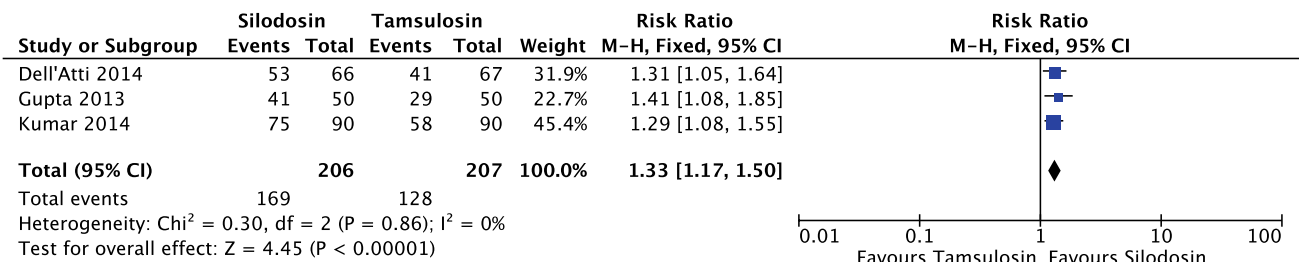 Silodosin Tamsulosin Risk Ratio Risk Ratio
Study or Subgroup Events Total Events Total Weight M-H, Fixed, 95% CI M-H, Fixed, 95% CI
Dell'Atti 2014 53 66 41 67 31.9% 1.31 [1.05, 1.64]
Gupta 2013 41 50 29 50 22.7% 1.41 [1.08, 1.85]
Kumar 2014 75 90 58 90 45.4% 1.29 [1.08, 1.55]
Total (95% CI) 206 207 100.0% 1.33 [1.17, 1.50]
Total events 169 128
Heterogeneity: Chi² = 0.30, df = 2 (P = 0.86); I² = 0%
Test for overall effect: Z = 4.45 (P < 0.00001)
0.01 0.1 1 10 100
Favours Tamsulosin Favours Silodosin